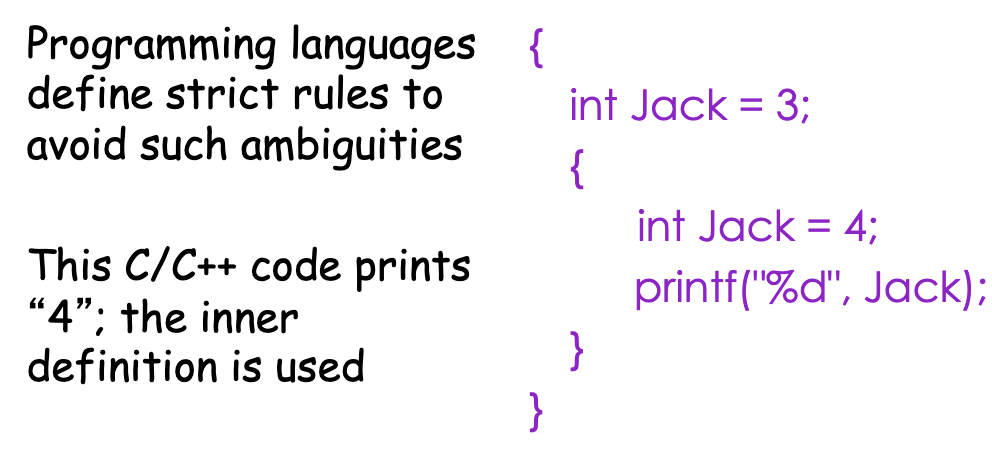 Programming languages
define strict rules to
avoid such ambiguities
This C/C++ code prints
“4”; the inner
definition is used
{
int Jack = 3;
{
int Jack = 4;
printf("%d", Jack);
}
}